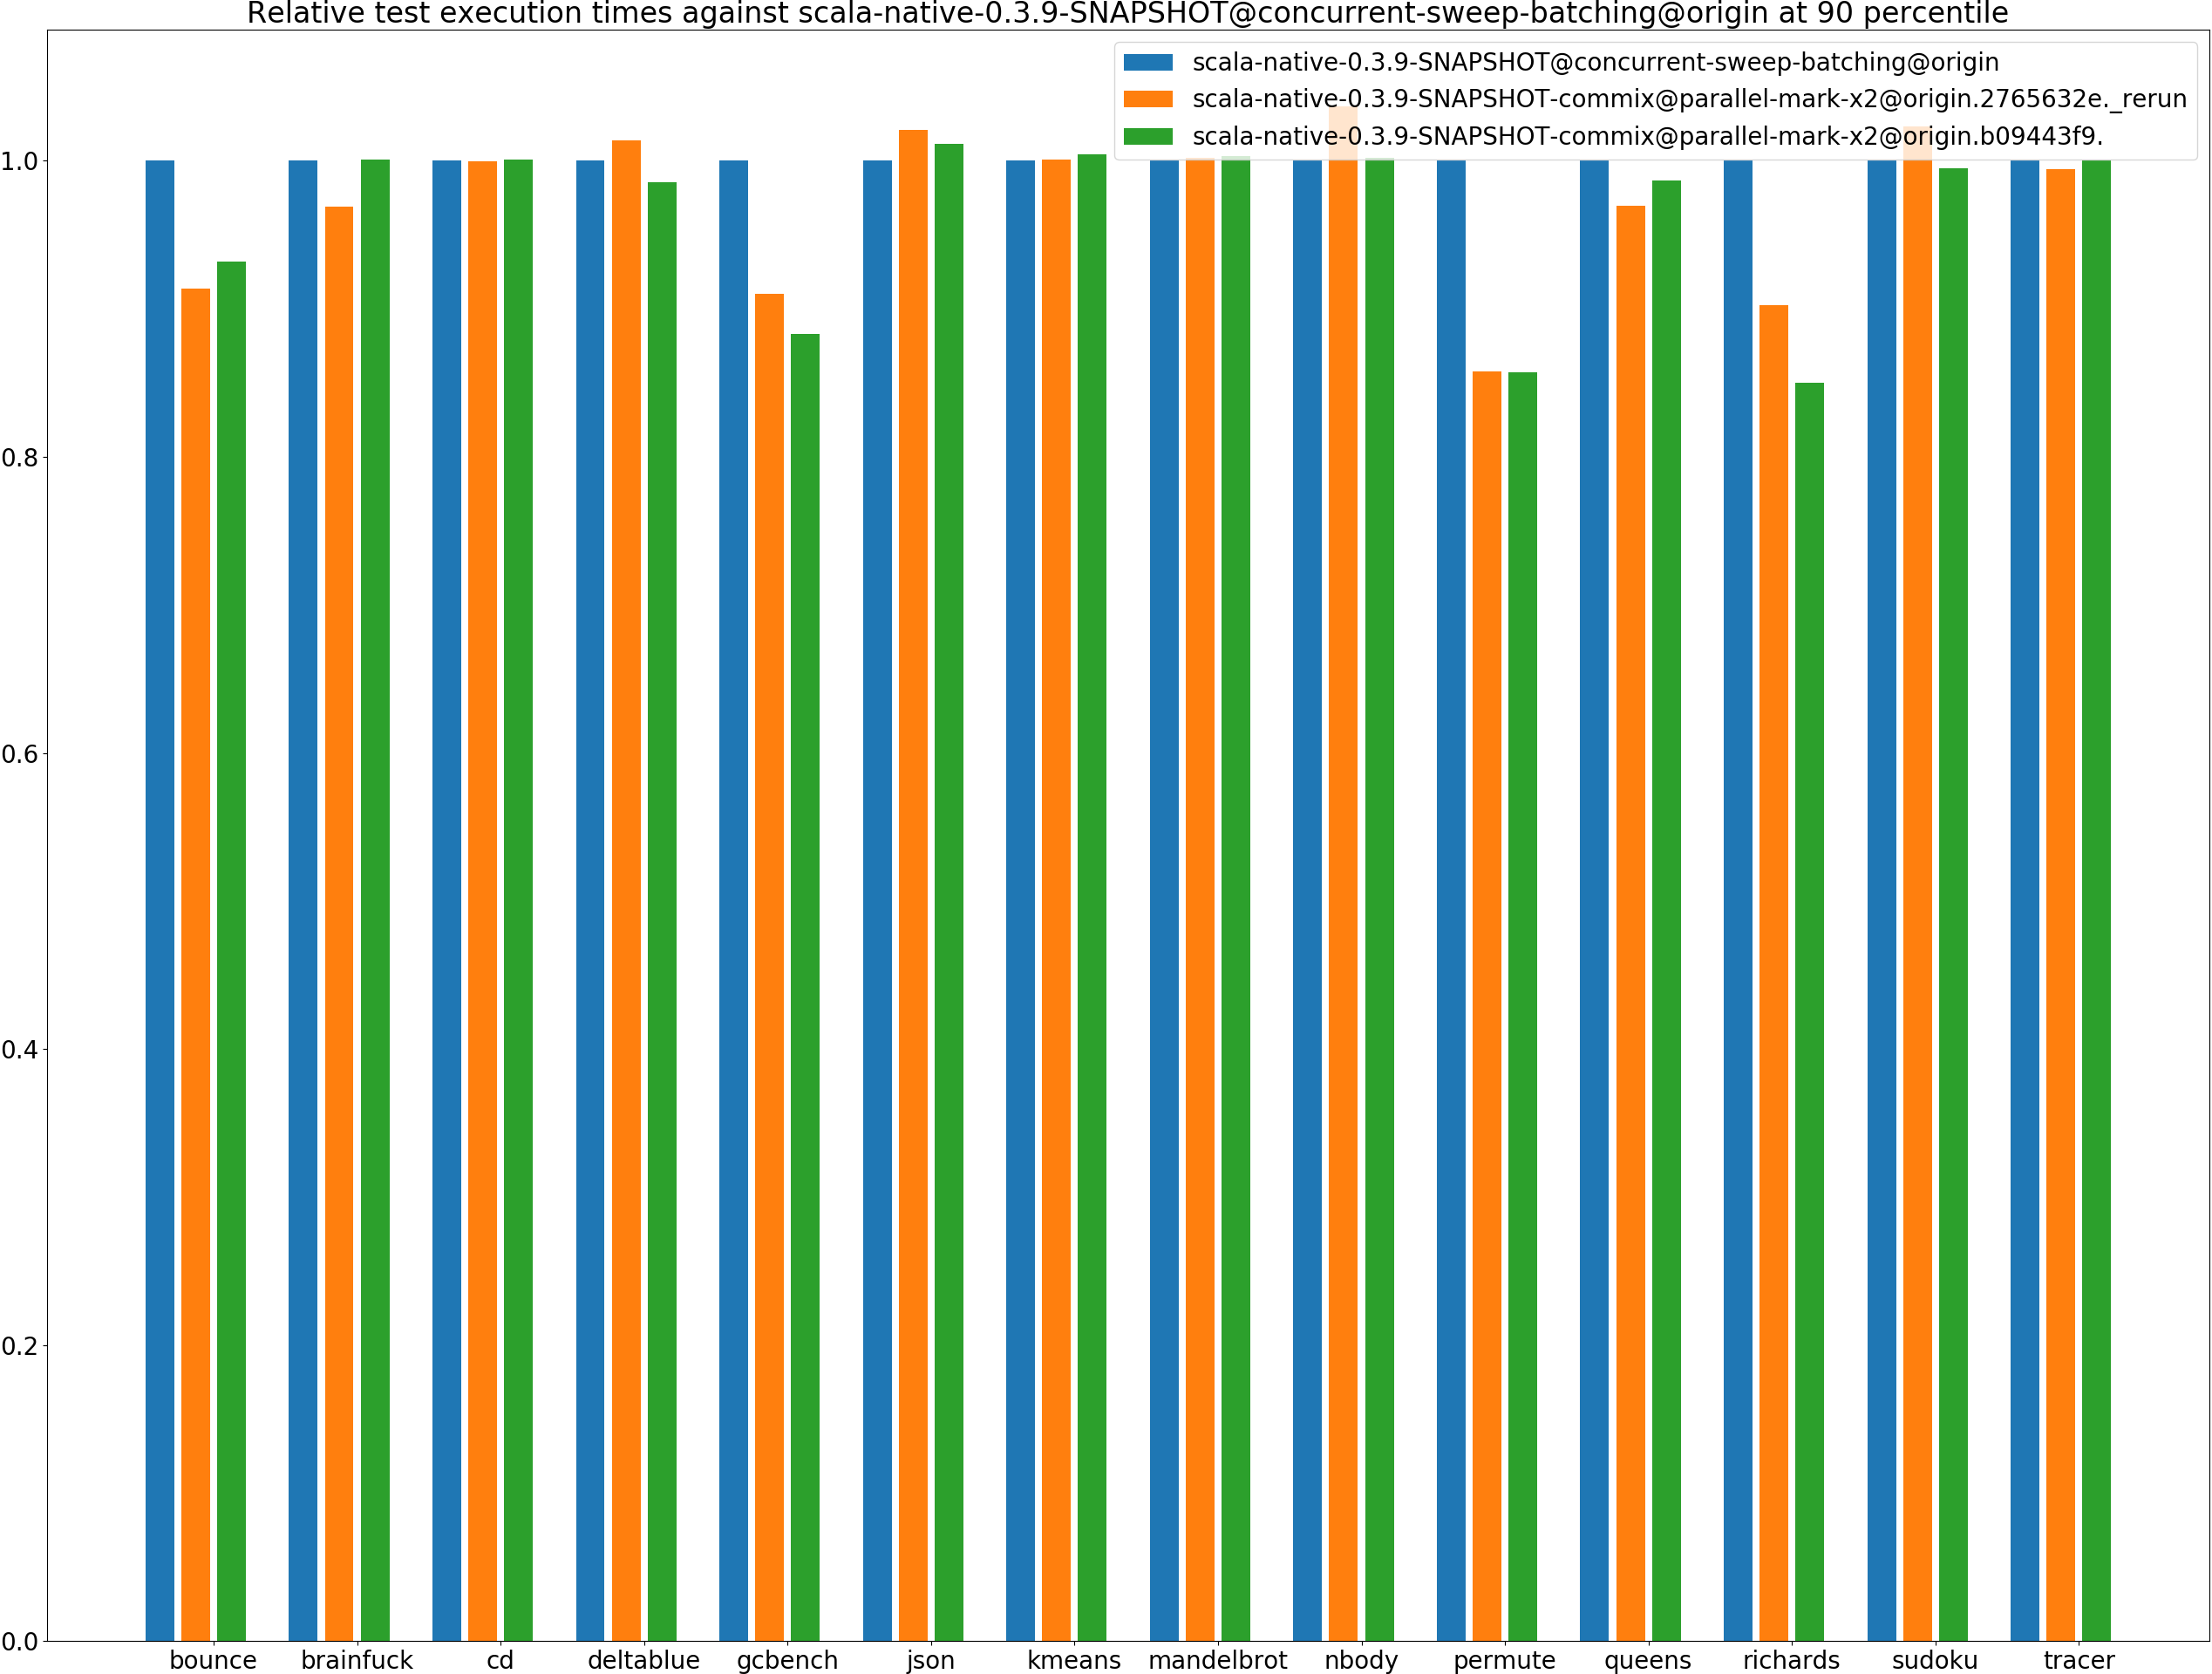 Relative test execution times against scala-native-0.3.9-SNAPSHOT@concurrent-sweep-batching@origin at 90 percentile
scala-native-0.3.9-SNAPSHOT@concurrent-sweep-batching@origin
scala-native-0.3.9-SNAPSHOT-commix@parallel-mark-x2@origin.2765632e._rerun
scala-native-0.3.9-SNAPSHOT-commix@parallel-mark-x2@origin.b09443f9.
1.0
0.8
0.6
0.4
0.2
0.0
bounce brainfuck cd deltablue gcbench json kmeans mandelbrot nbody permute queens richards sudoku tracer